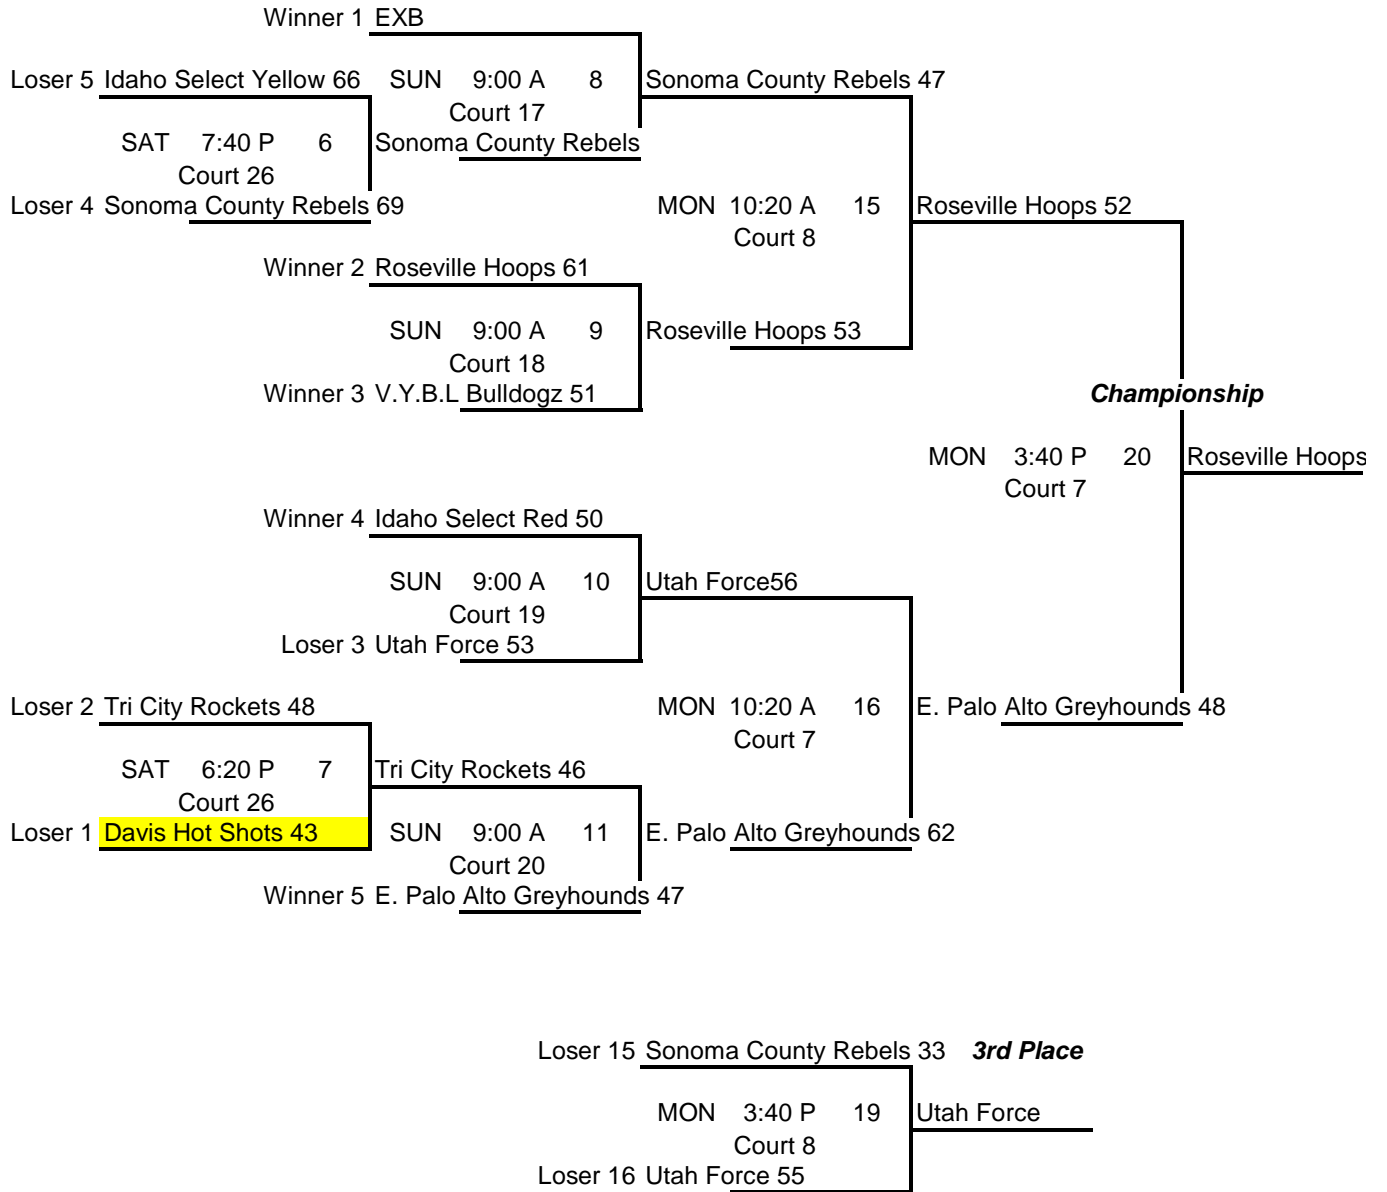 Winner 1 EXB
Loser 5 Idaho Select Yellow 66 SUN 9:00 A 8 Sonoma County Rebels 47
Court 17
SAT 7:40 P 6 Sonoma County Rebels
Court 26
Loser 4 Sonoma County Rebels 69 MON 10:20 A 15 Roseville Hoops 52
Court 8
Winner 2 Roseville Hoops 61
SUN 9:00 A 9 Roseville Hoops 53
Court 18
Winner 3 V.Y.B.L Bulldogz 51 Championship
MON 3:40 P 20 Roseville Hoops
Court 7
Winner 4 Idaho Select Red 50
SUN 9:00 A 10 Utah Force56
Court 19
Loser 3 Utah Force 53
Loser 2 Tri City Rockets 48 MON 10:20 A 16 E. Palo Alto Greyhounds 48
Court 7
SAT 6:20 P 7 Tri City Rockets 46
Court 26
Loser 1 Davis Hot Shots 43 SUN 9:00 A 11 E. Palo Alto Greyhounds 62
Court 20
Winner 5 E. Palo Alto Greyhounds 47
Loser 15 Sonoma County Rebels 33 3rd Place
MON 3:40 P 19 Utah Force
Court 8
Loser 16 Utah Force 55